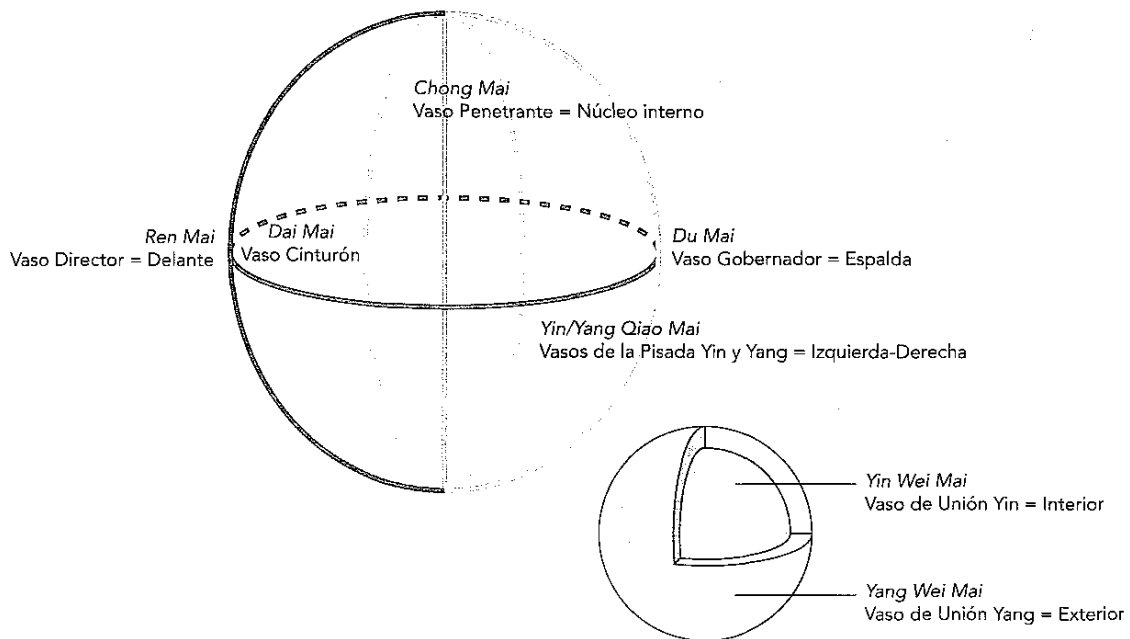 Chong Mai
Vaso Penetrante = Núcleo interno
Ren Mai
Vaso Director = Delante
Dai Mai
Vaso Cinturón
Du Mai
Vaso Gobernador = Espalda
Yin/Yang Qiao Mai
Vasos de la Pisada Yin y Yang = Izquierda-Derecha
Yin Wei Mai
Vaso de Unión Yin = Interior
Yang Wei Mai
Vaso de Unión Yang = Exterior